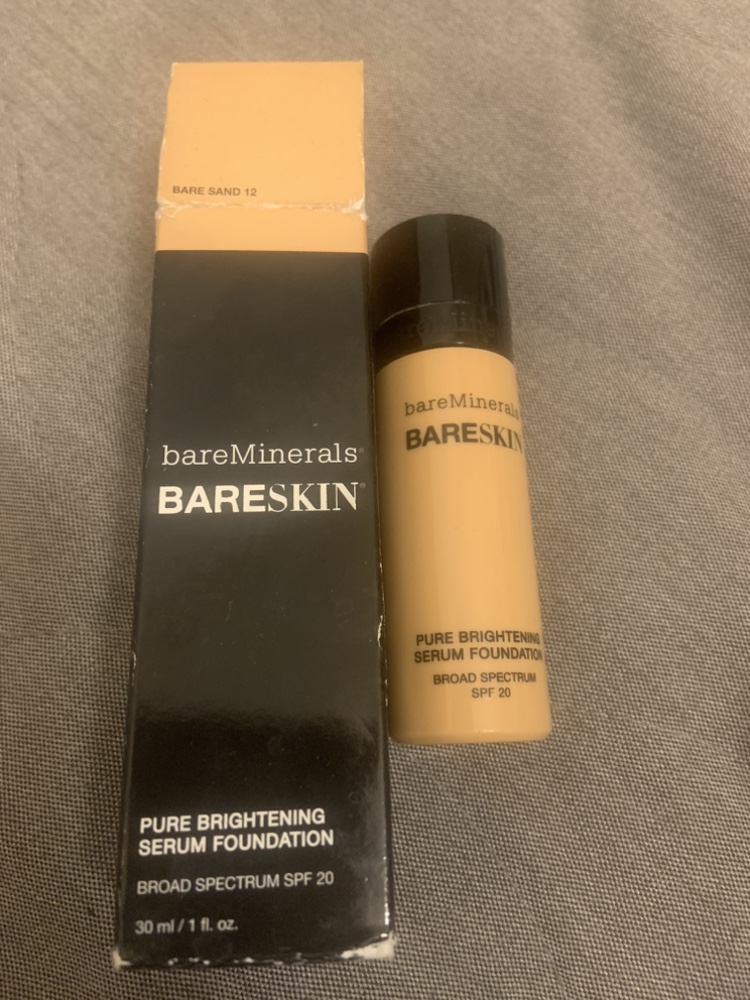 BARE SAND 12
bareMinerals®
BARESKIN®
PURE BRIGHTENING
SERUM FOUNDATION
BROAD SPECTRUM SPF 20
30 ml / 1 fl. oz.
bareMinerals
BARESKIN
PURE BRIGHTENING
SERUM FOUNDATION
BROAD SPECTRUM
SPF 20